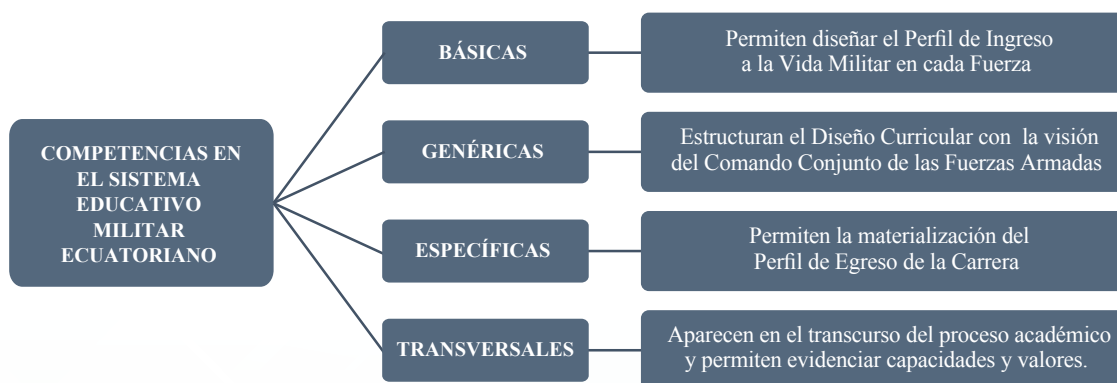 COMPETENCIAS EN
EL SISTEMA
EDUCATIVO
MILITAR
ECUATORIANO
BÁSICAS
Permiten diseñar el Perfil de Ingreso
a la Vida Militar en cada Fuerza
GENÉRICAS
Estructuran el Diseño Curricular con la visión
del Comando Conjunto de las Fuerzas Armadas
ESPECÍFICAS
Permiten la materialización del
Perfil de Egreso de la Carrera
TRANSVERSALES
Aparecen en el transcurso del proceso académico
y permiten evidenciar capacidades y valores.